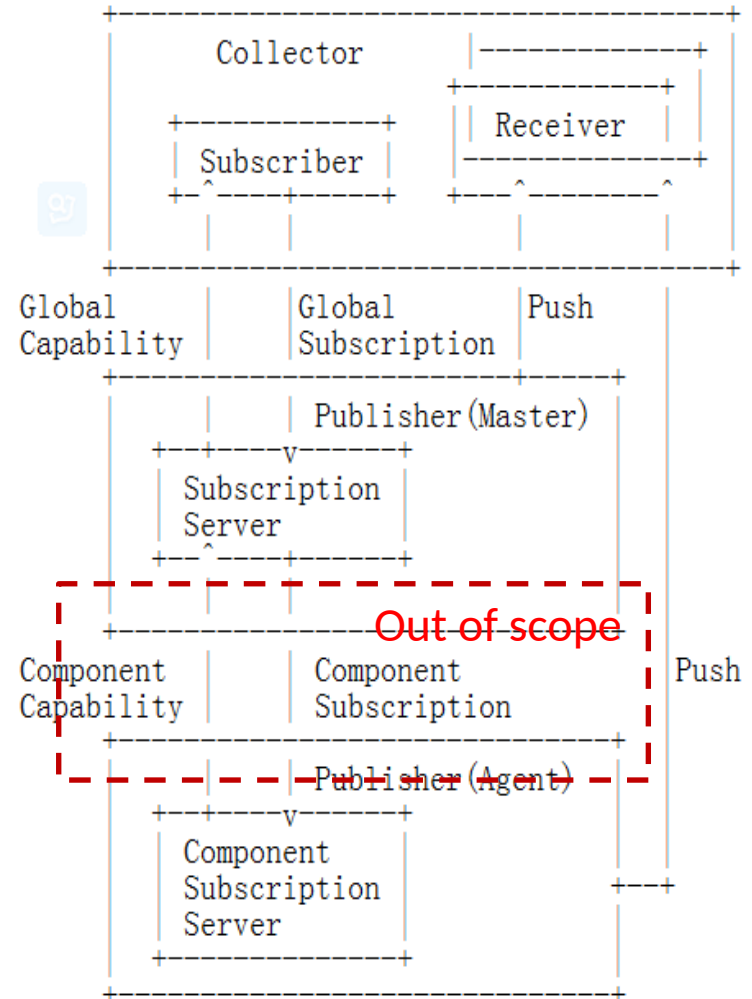 Collector
Receiver
Subscriber
Global Global Push
Capability Subscription
Publisher(Master)
Subscription
Server
Out of scope
Component Component Push
Capability Subscription
Publisher(Agent)
Component
Subscription
Server